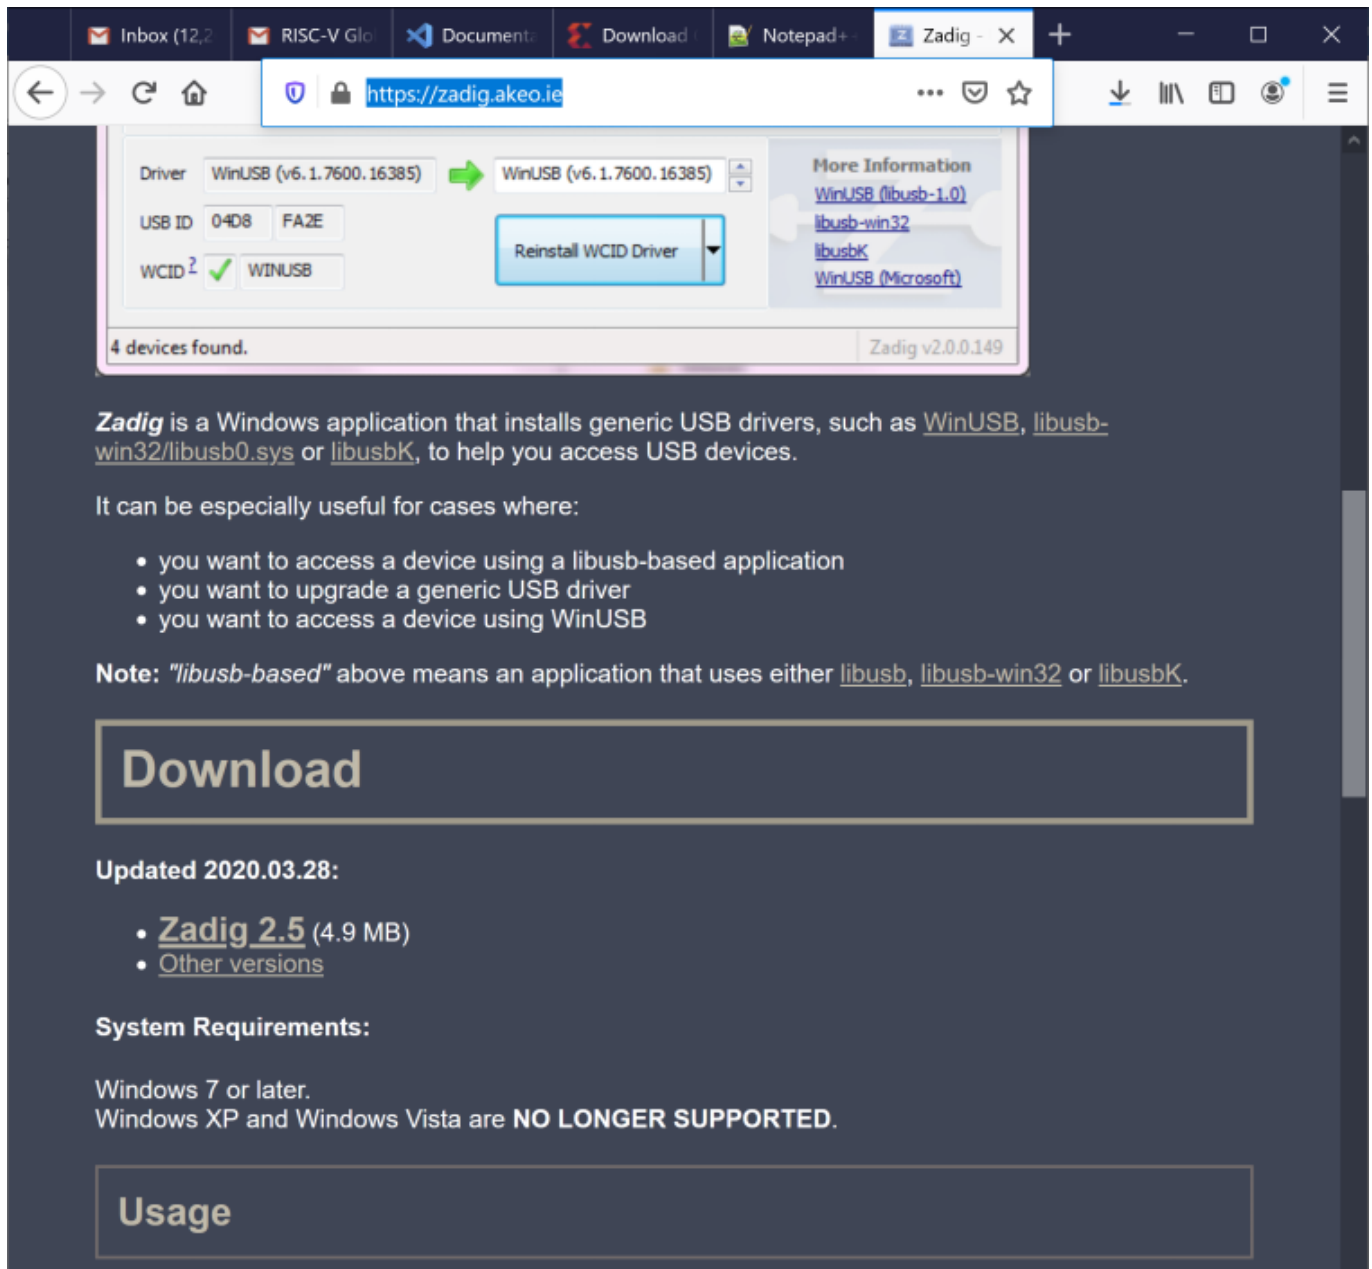 Inbox (12,2
RISC-V Glo
Documenta
Download
Notepad+
Zadig -
https://zadig.akeo.ie
Driver WinUSB (v6.1.7600.16385) WinUSB (v6.1.7600.16385)
USB ID 04D8 FA2E
WCID ? WINUSB
Reinstall WCID Driver
More Information
WinUSB (libusb-1.0)
libusb-win32
libusbK
WinUSB (Microsoft)
4 devices found.
Zadig v2.0.0.149
Zadig is a Windows application that installs generic USB drivers, such as WinUSB, libusb-
win32/libusb0.sys or libusbK, to help you access USB devices.
It can be especially useful for cases where:
• you want to access a device using a libusb-based application
• you want to upgrade a generic USB driver
• you want to access a device using WinUSB
Note: "libusb-based" above means an application that uses either libusb, libusb-win32 or libusbK.
Download
Updated 2020.03.28:
• Zadig 2.5 (4.9 MB)
• Other versions
System Requirements:
Windows 7 or later.
Windows XP and Windows Vista are NO LONGER SUPPORTED.
Usage